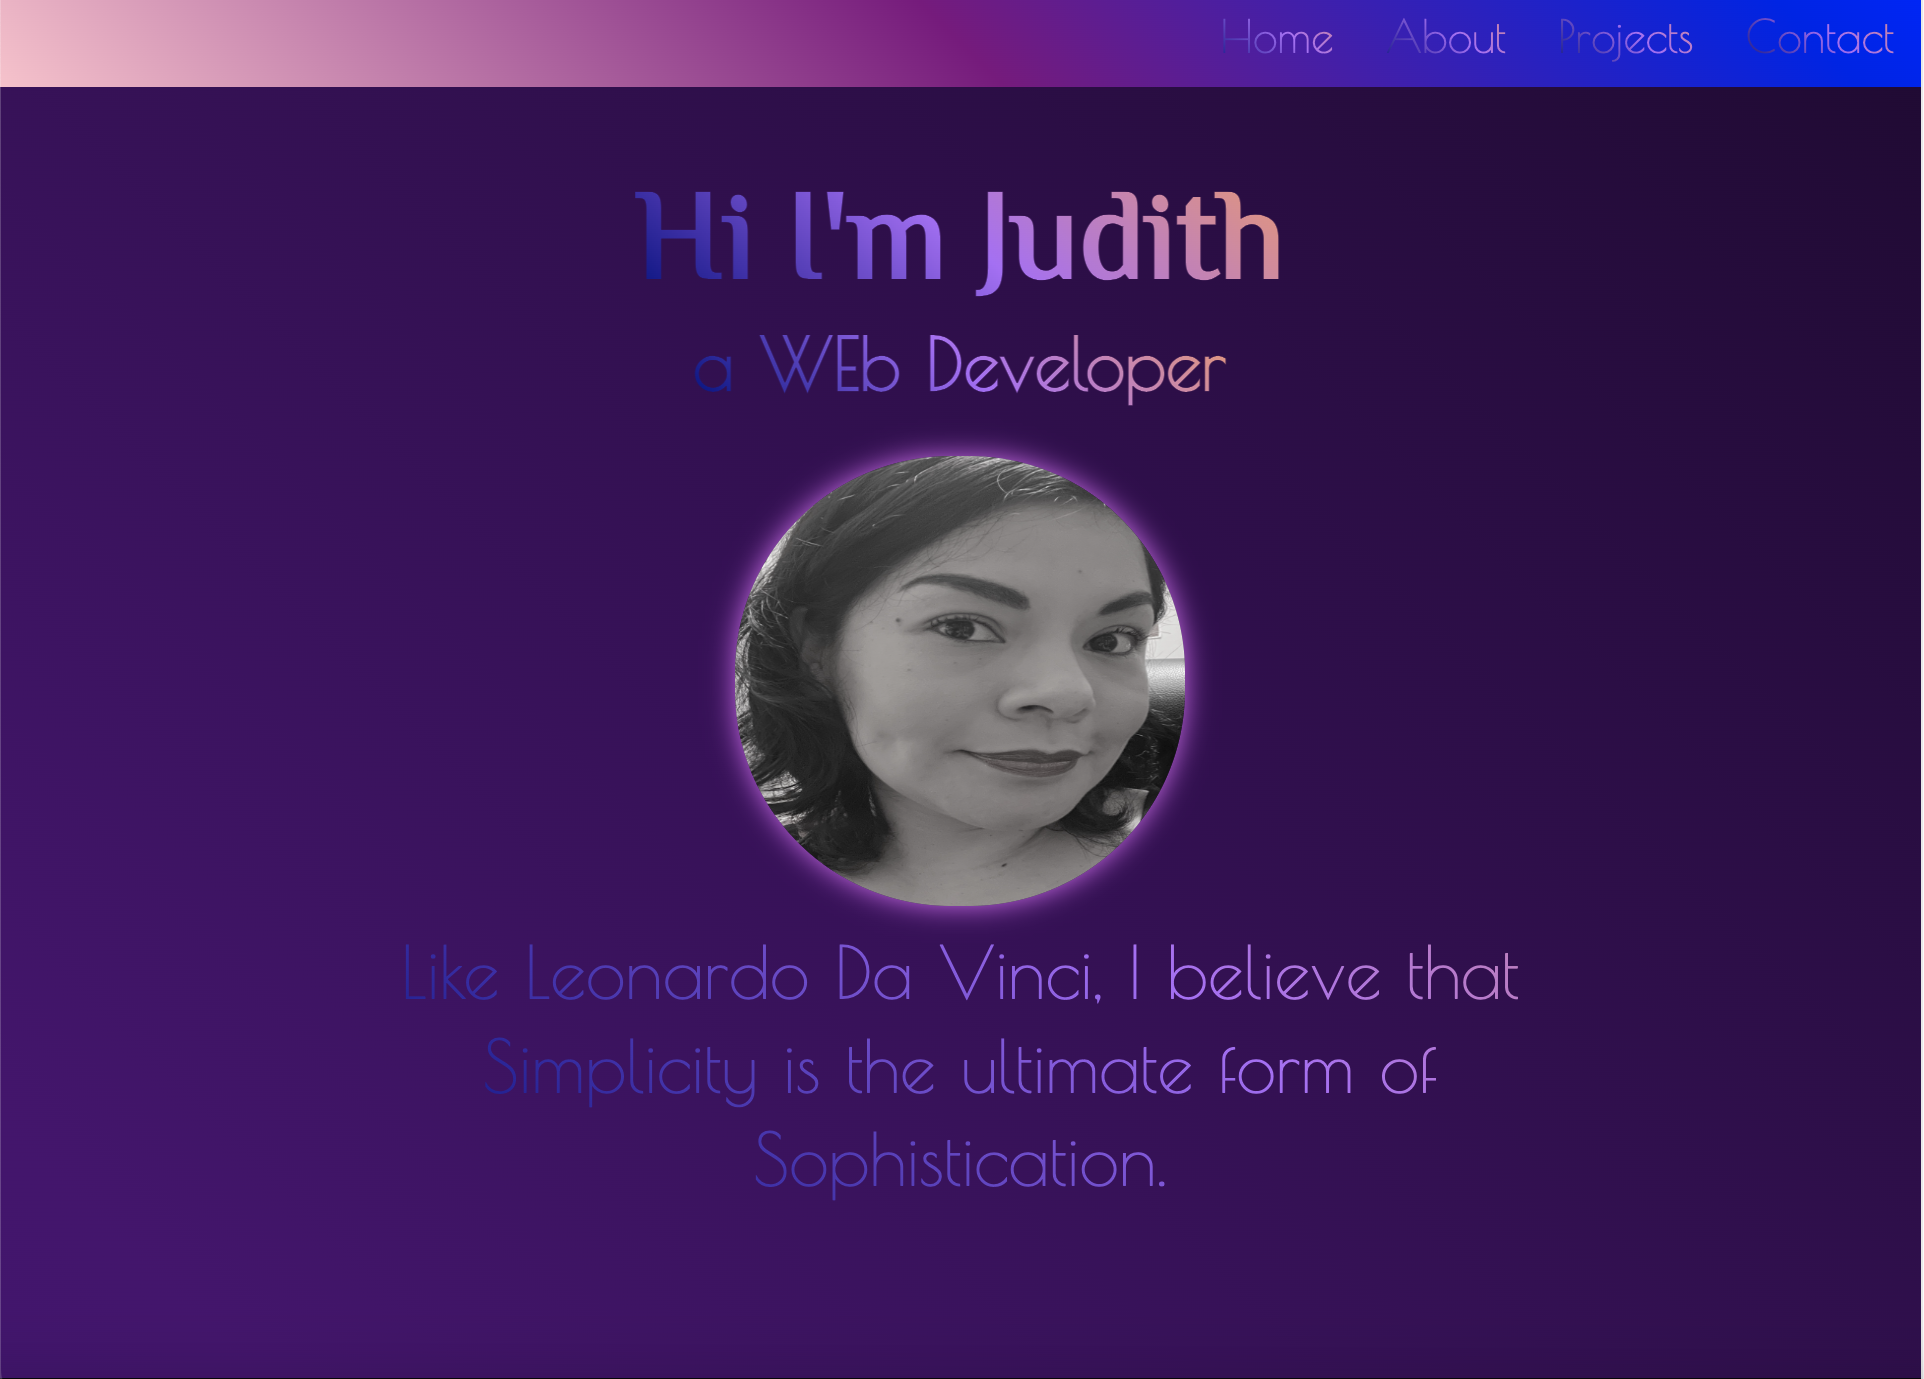 Home About Projects Contact
Hi I'm Judith
a WEb Developer
Like Leonardo Da Vinci, I believe that
Simplicity is the ultimate form of
Sophistication.